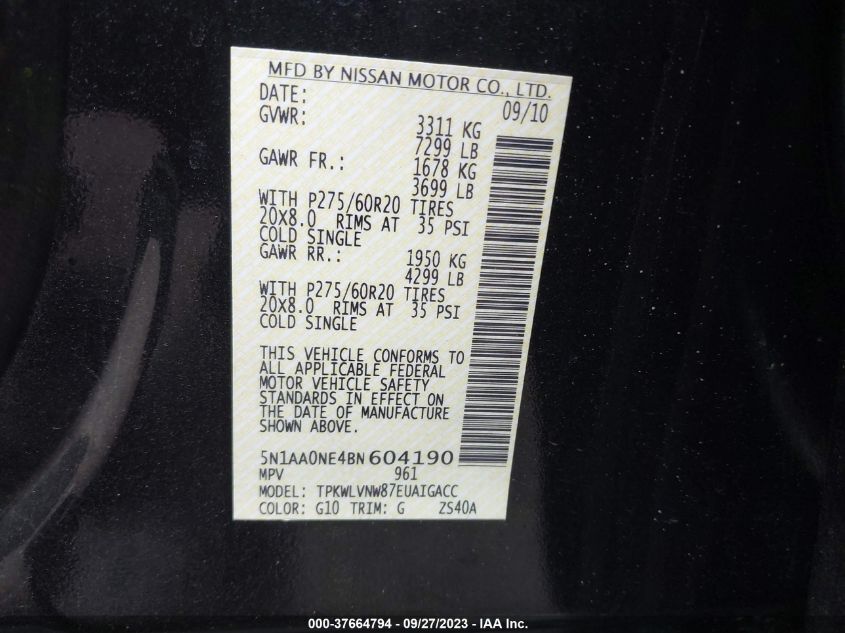 MFD BY NISSAN MOTOR CO., LTD.
DATE: 09/10
GVWR: 3311 KG
7299 LB
GAWR FR.: 1678 KG
3699 LB
WITH P275/60R20 TIRES
20X8.0 RIMS AT 35 PSI
COLD SINGLE
GAWR RR.: 1950 KG
4299 LB
WITH P275/60R20 TIRES
20X8.0 RIMS AT 35 PSI
COLD SINGLE
THIS VEHICLE CONFORMS TO
ALL APPLICABLE FEDERAL
MOTOR VEHICLE SAFETY
STANDARDS IN EFFECT ON
THE DATE OF MANUFACTURE
SHOWN ABOVE.
5N1AA0NE4BN604190
MPV 961
MODEL: TPKWLVNW87EUAIGACC
COLOR: G10 TRIM: G ZS40A
000-37664794 - 09/27/2023 - IAA Inc.